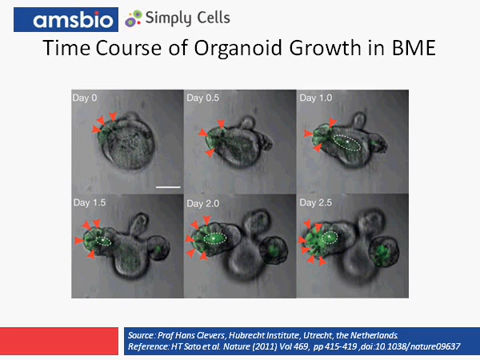 amsbio Simply Cells
Time Course of Organoid Growth in BME
Day 0 Day 0.5 Day 1.0
Day 1.5 Day 2.0 Day 2.5
Source: Prof Hans Clevers, Hubrecht Institute, Utrecht, the Netherlands
Reference: HT Sato et al. Nature (2011) Vol 469, pp 415-419 ,doi:10.1038/nature09637